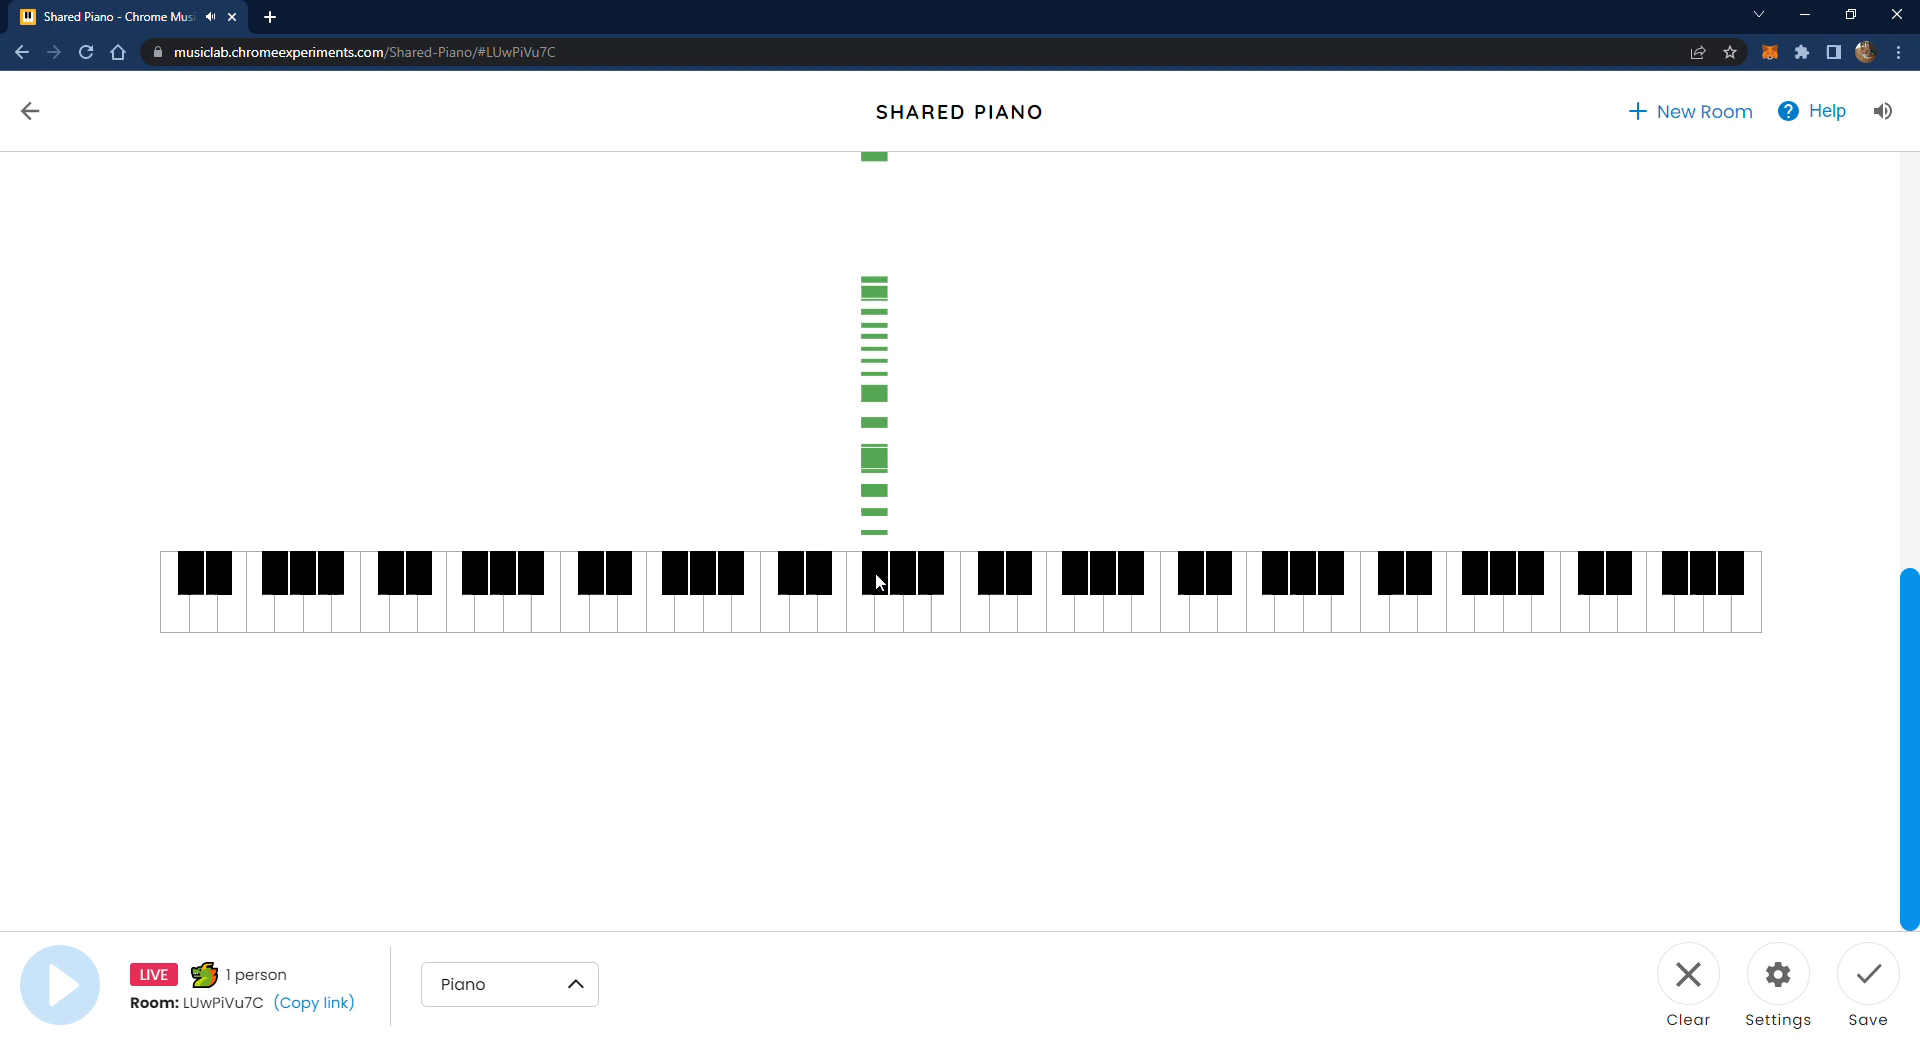 Shared Piano - Chrome Mus
musiclab.chromeexperiments.com/Shared-Piano/#LUwPiVu7C
SHARED PIANO
New Room
? Help
LIVE
1 person
Room: LUwPiVu7C (Copy link)
Piano
Clear
Settings
Save